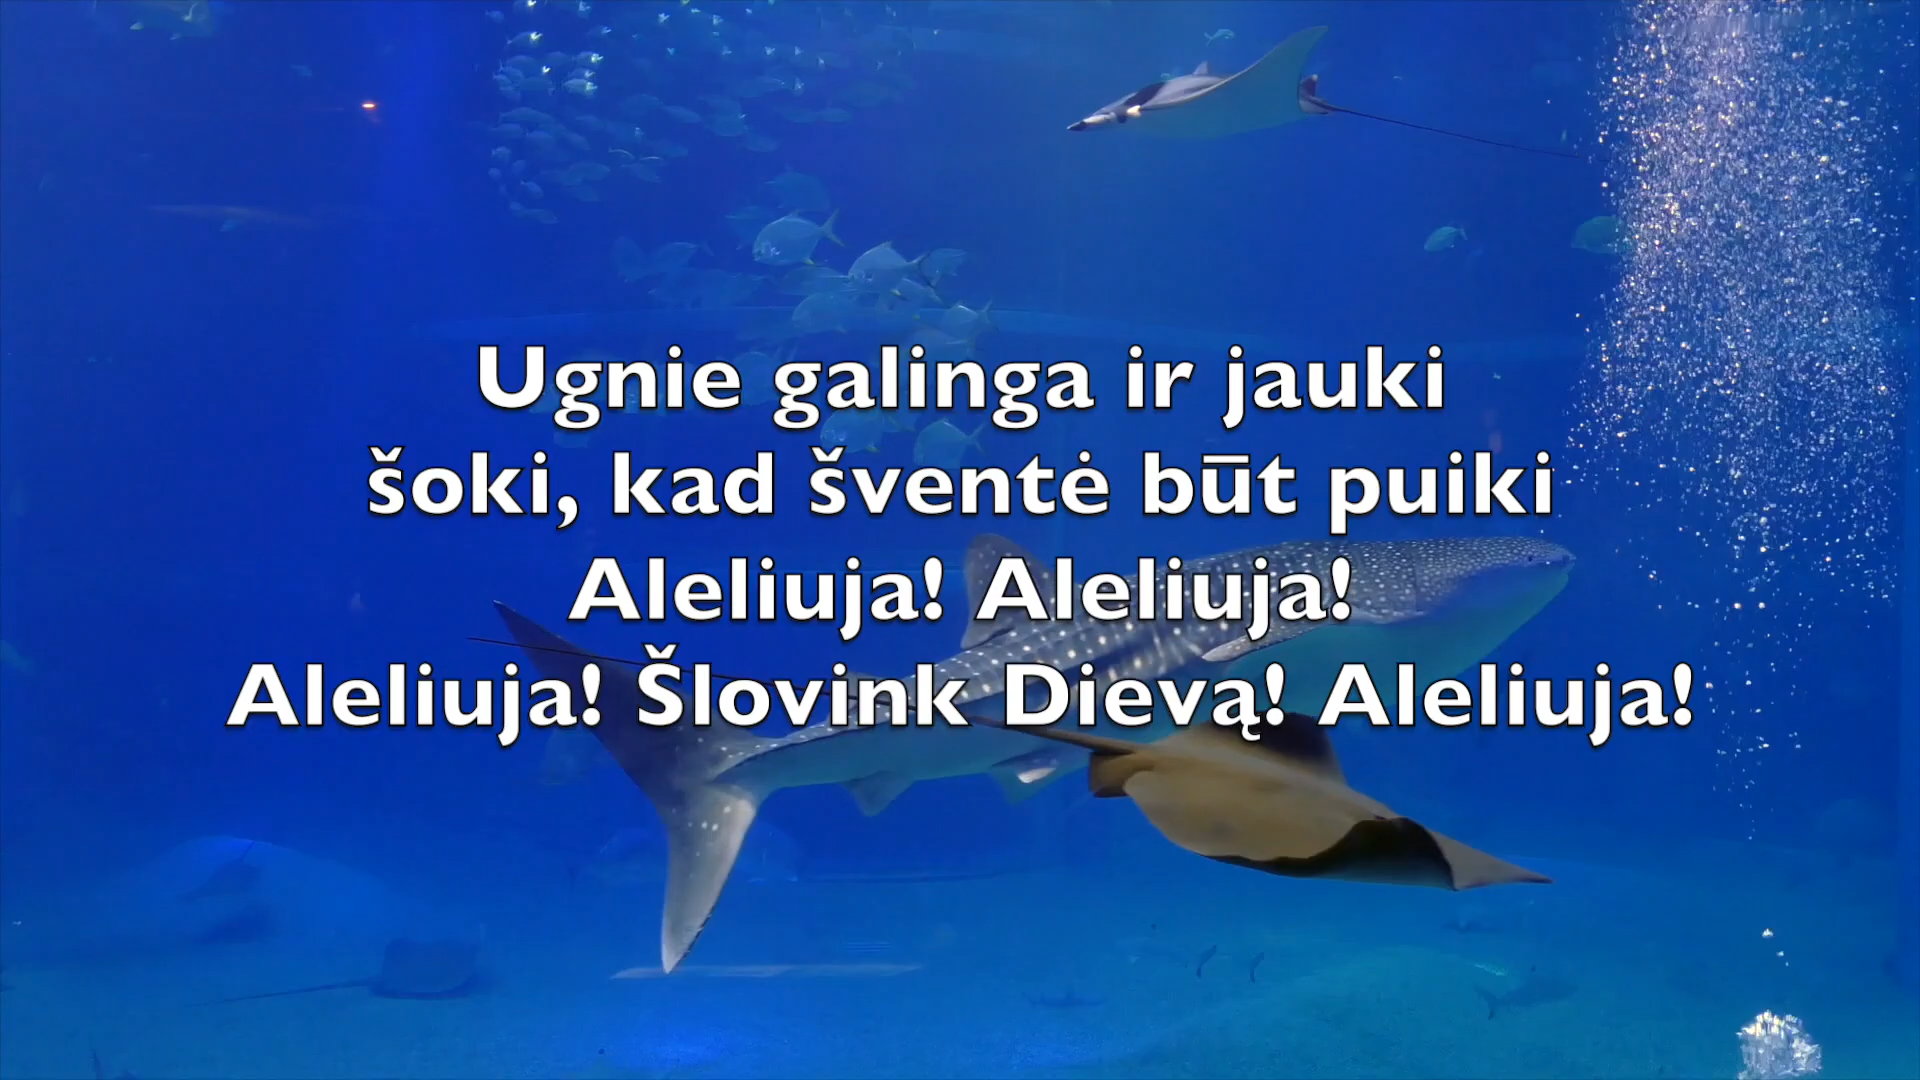 Ugnie galinga ir jauki
šoki, kad šventė būt puiki
Aleliuja! Aleliuja!
Aleliuja! Šlovink Dievą! Aleliuja!